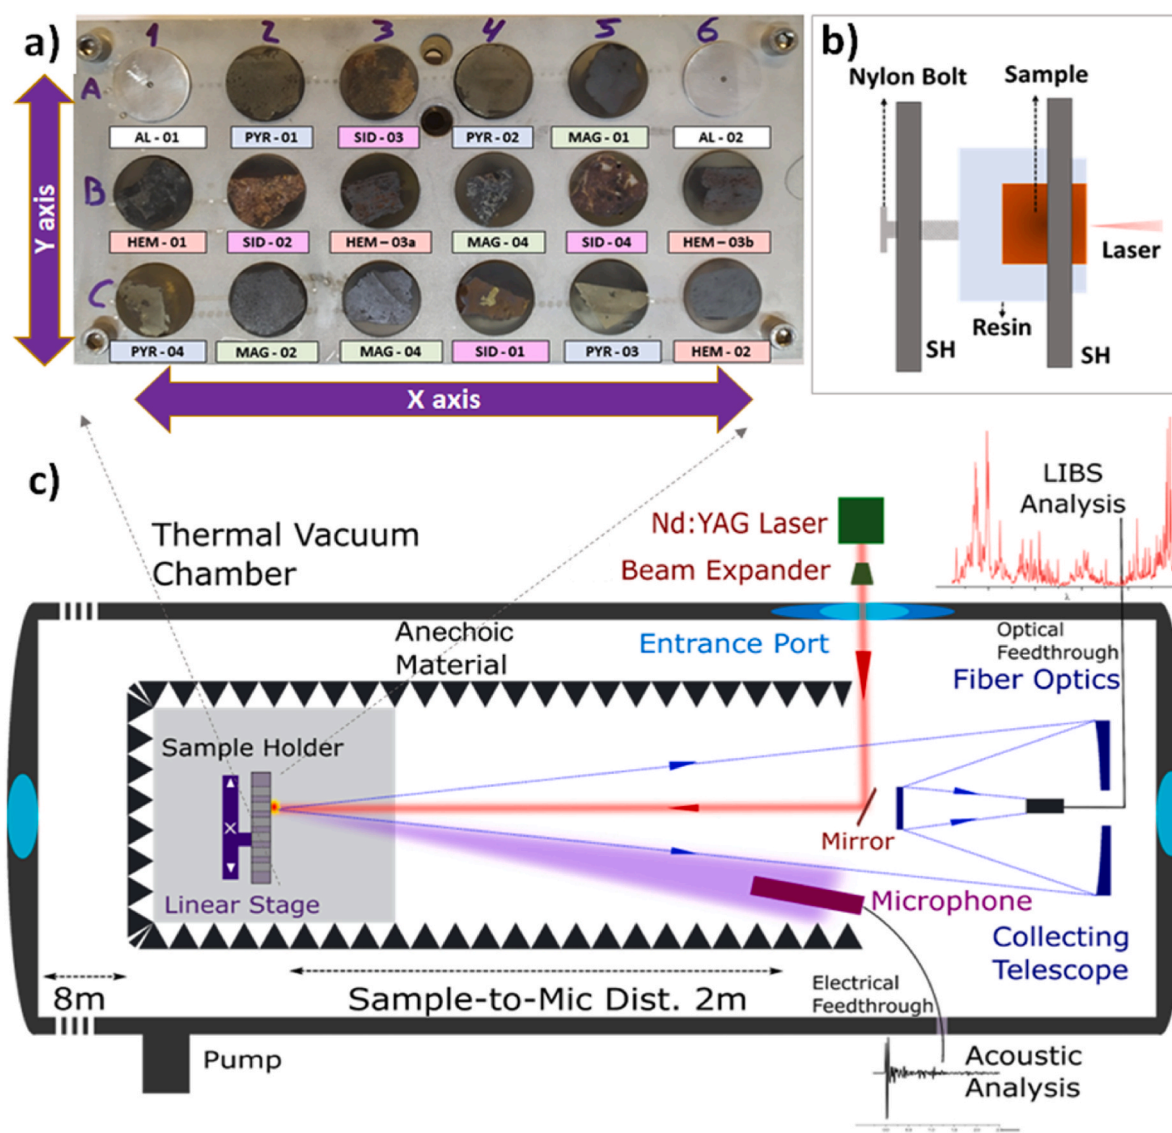 a)
1 2 3 4 5 6
A
AL - 01 PYR - 01 SID - 03 PYR - 02 MAG - 01 AL - 02
B
HEM - 01 SID - 02 HEM – 03a MAG - 04 SID - 04 HEM – 03b
C
PYR - 04 MAG - 02 MAG - 04 SID - 01 PYR - 03 HEM - 02
Y axis
X axis
b)
Nylon Bolt
Sample
Laser
Resin
SH
SH
c)
Thermal Vacuum
Chamber
Nd:YAG Laser
Beam Expander
Entrance Port
LIBS
Analysis
λ
Optical
Feedthrough
Fiber Optics
Anechoic
Material
Sample Holder
Linear Stage
Mirror
Microphone
Collecting
Telescope
8m
Sample-to-Mic Dist. 2m
Electrical
Feedthrough
Pump
Acoustic
Analysis